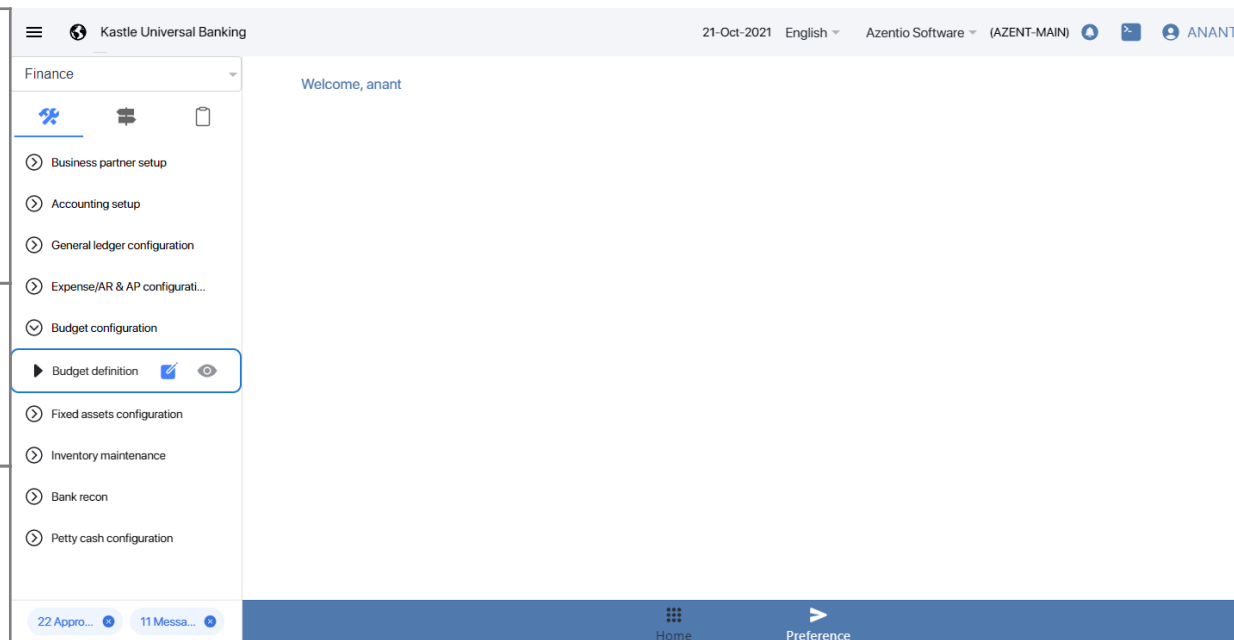 Kastle Universal Banking
21-Oct-2021 English Azentio Software (AZENT-MAIN) ANANT
Finance
Welcome, anant
Business partner setup
Accounting setup
General ledger configuration
Expense/AR & AP configurati...
Budget configuration
Budget definition
Fixed assets configuration
Inventory maintenance
Bank recon
Petty cash configuration
22 Appro... 11 Messa...
Home Preference